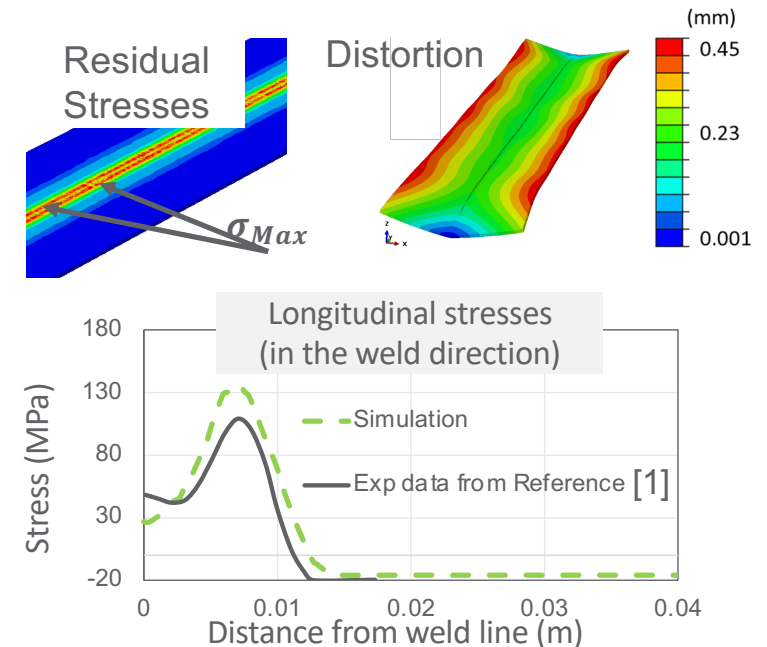 Residual
Stresses
σMax
Distortion
(mm)
0.45
0.23
0.001
z
y
x
Longitudinal stresses
(in the weld direction)
180
130
80
30
-20
Stress (MPa)
Simulation
Exp data from Reference [1]
0 0.01 0.02 0.03 0.04
Distance from weld line (m)